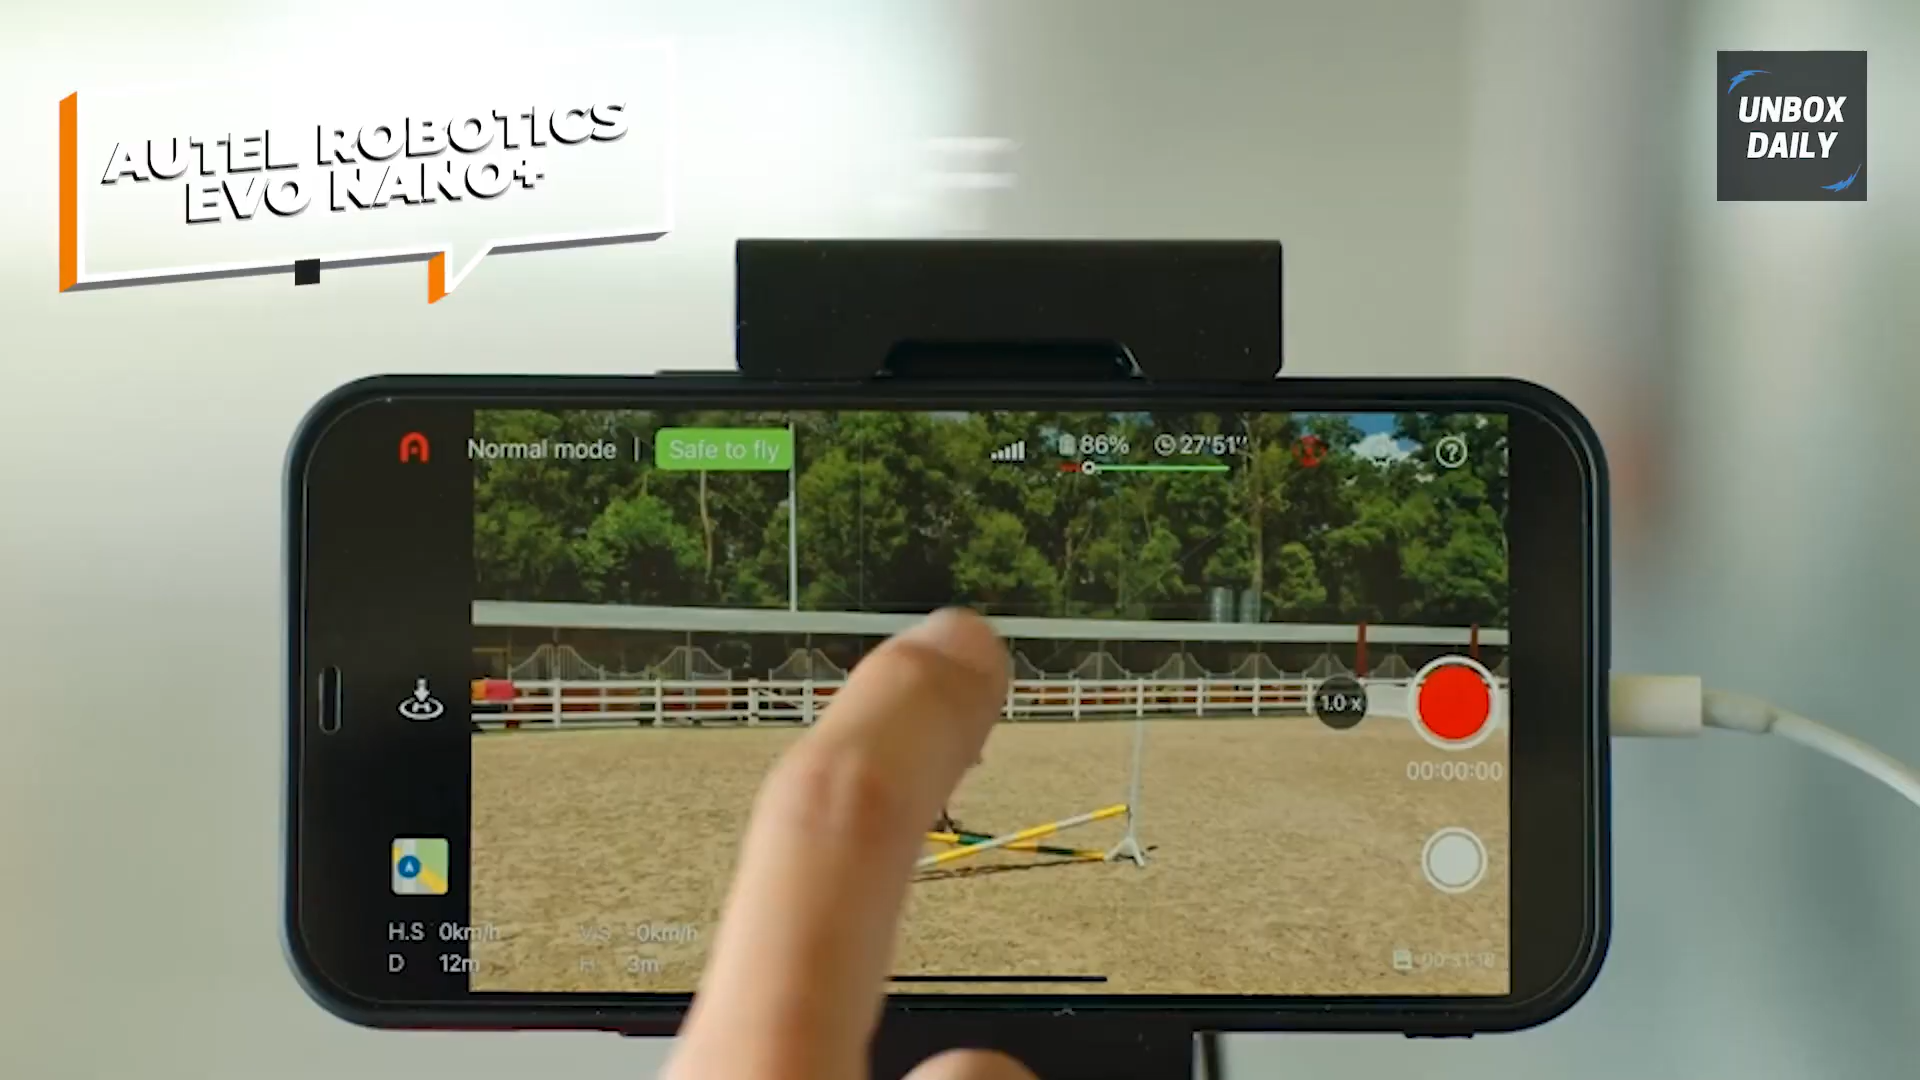 AUTEL ROBOTICS
EVO NANO+
UNBOX
DAILY
Normal mode | Safe to fly
86%
27'51''
1.0 x
00:00:00
H.S 0km/h
V.S -0km/h
D 12m
H 3m